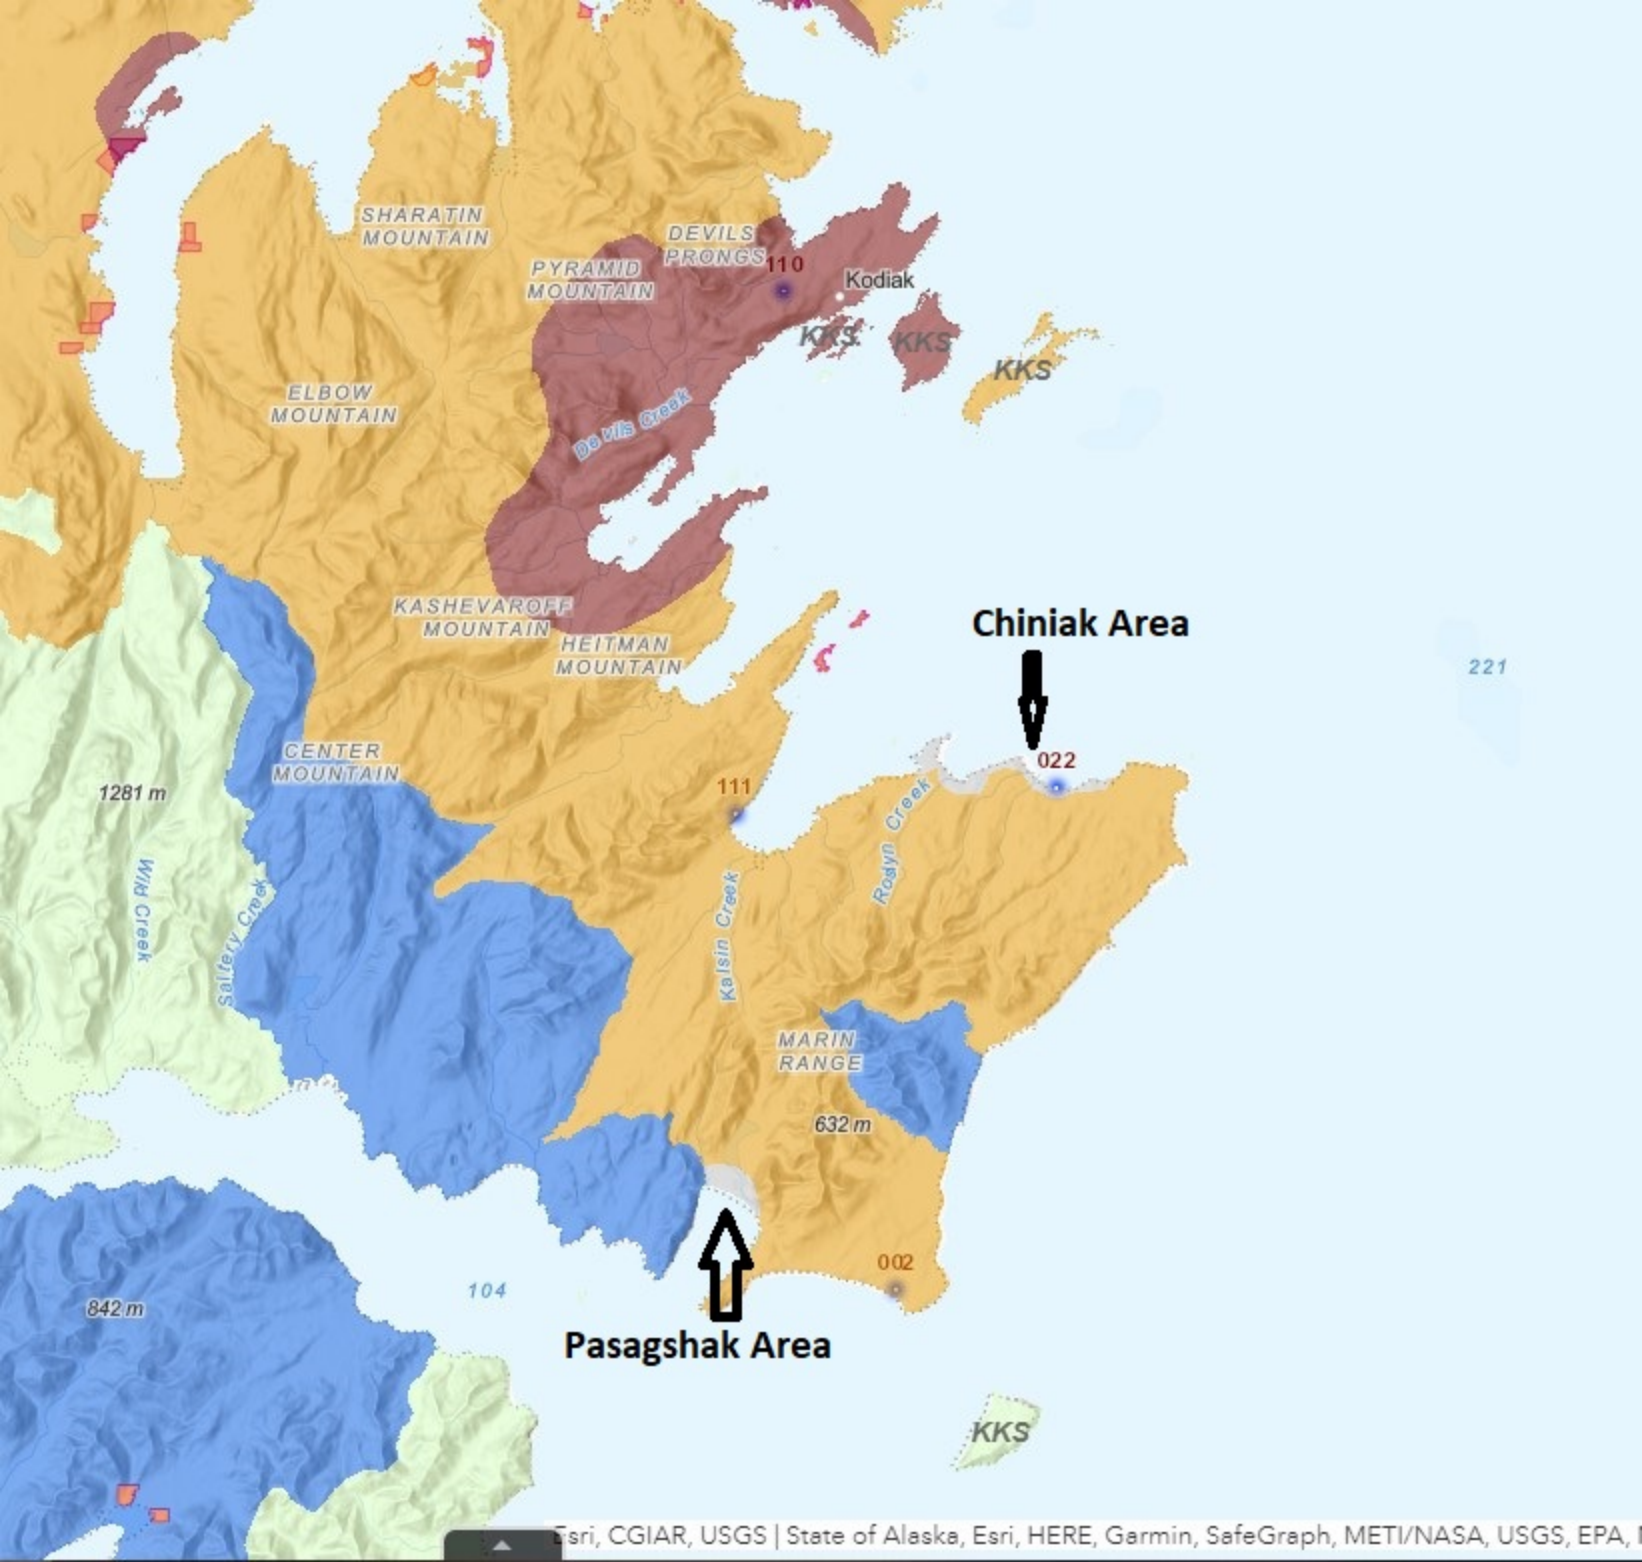 SHARATIN
MOUNTAIN
DEVILS
PRONGS
110
PYRAMID
MOUNTAIN
Kodiak
KKS
KKS
KKS
ELBOW
MOUNTAIN
Devils Creek
KASHEVAROFF
MOUNTAIN
HEITMAN
MOUNTAIN
Chiniak Area
221
CENTER
MOUNTAIN
022
111
1281 m
Roslyn Creek
Wild Creek
Saltery Creek
Kalsin Creek
MARIN
RANGE
632 m
002
104
842 m
Pasagshak Area
KKS
Esri, CGIAR, USGS | State of Alaska, Esri, HERE, Garmin, SafeGraph, METI/NASA, USGS, EPA,